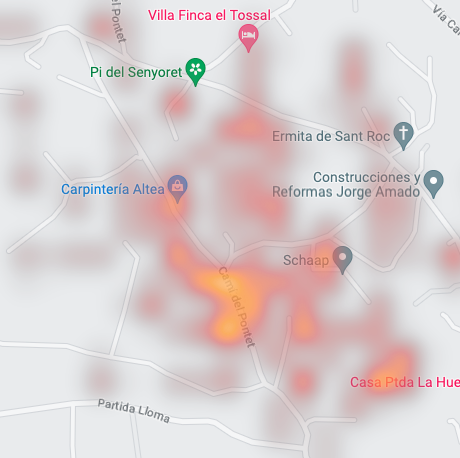 del Pontet
Villa Finca el Tossal
Via Ca
Pi del Senyoret
Ermita de Sant Roc
Construcciones y
Reformas Jorge Amado
Carpintería Altea
Schaap
Camí del Pontet
Casa Ptda La Hue
Partida Lloma